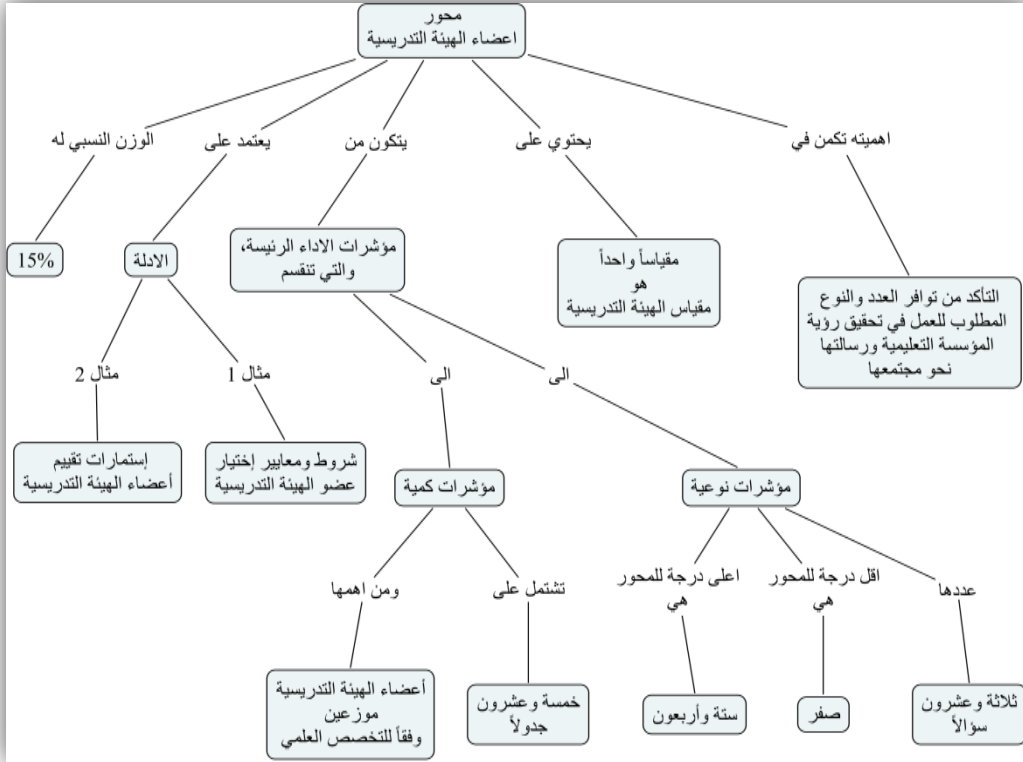 محور
اعضاء الهيئة التدريسية
اهميته تكمن في
يحتوي على
يتكون من
يعتمد على
الوزن النسبي له
التأكد من توافر العدد والنوع
المطلوب للعمل في تحقيق رؤية
المؤسسة التعليمية ورسالتها
نحو مجتمعها
مقياساً واحداً
هو
مقياس الهيئة التدريسية
مؤشرات الاداء الرئيسة،
والتي تنقسم
الادلة
15%
الى
الى
مثال 1
مثال 2
مؤشرات نوعية
مؤشرات كمية
شروط ومعايير إختيار
عضو الهيئة التدريسية
إستمارات تقييم
أعضاء الهيئة التدريسية
عددها
اقل درجة للمحور
هي
اعلى درجة للمحور
هي
تشتمل على
ومن اهمها
ثلاثة وعشرون
سؤالاً
صفر
ستة وأربعون
خمسة وعشرون
جدولاً
أعضاء الهيئة التدريسية
موزعين
وفقاً للتخصص العلمي